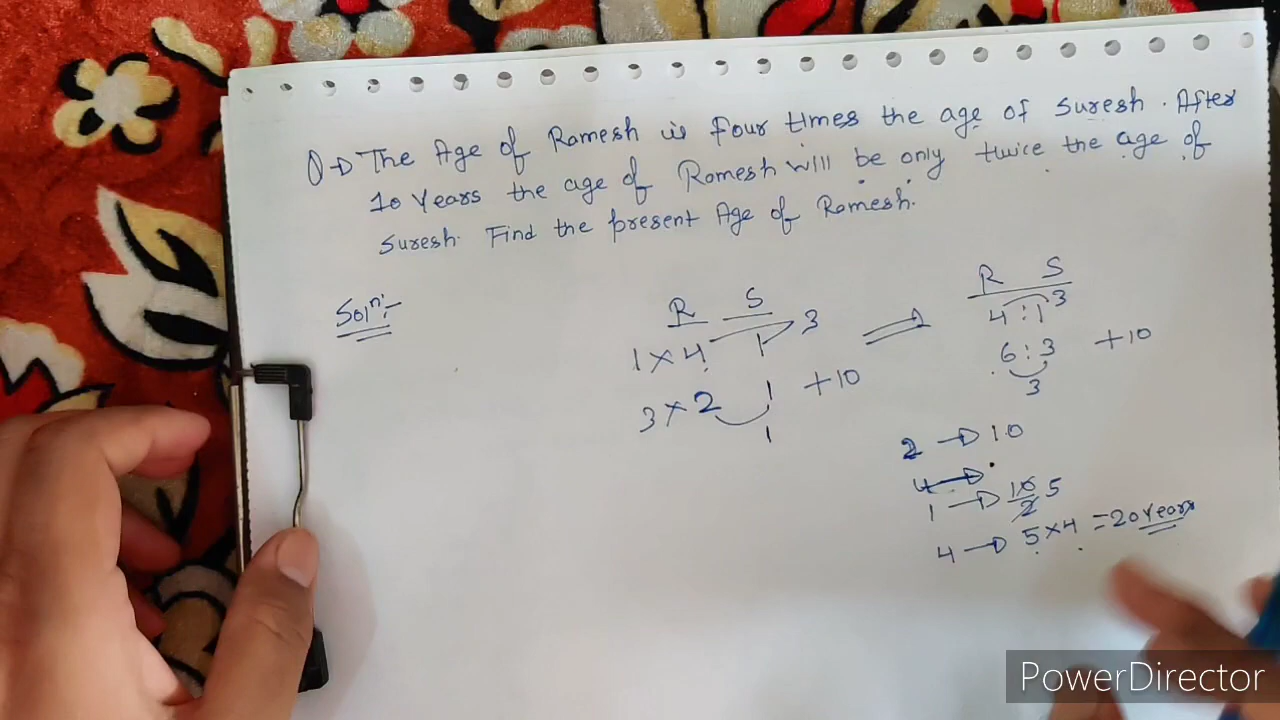 Q→ The Age of Ramesh is Four times the age of Suresh. After
10 Years the age of Ramesh will be only twice the age of
Suresh. Find the present Age of Ramesh.
Solⁿ:-
R S
1 × 4 1 3
3 × 2 1 +10
1
⇒
R S
4 : 1 3
6 : 3 +10
3
2 → 10
4 →
1 → 10/2 5
4 → 5×4 = 20 Years
PowerDirector